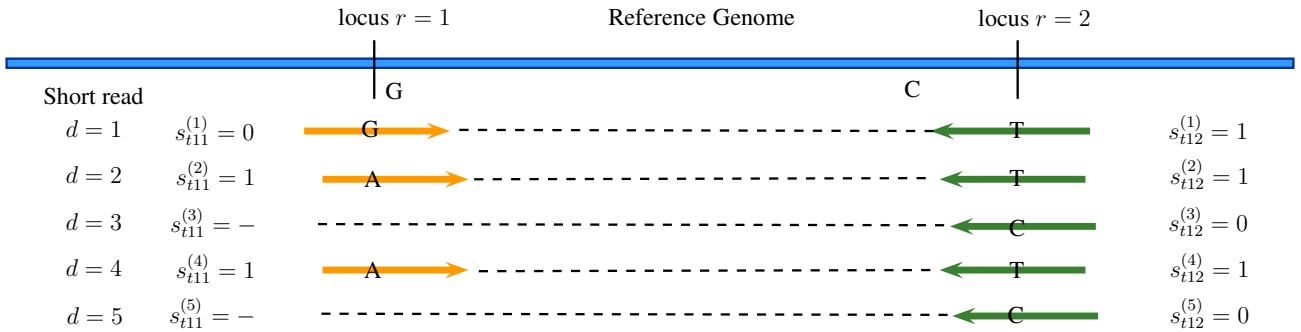 locus r = 1 Reference Genome locus r = 2
G C
Short read
d = 1 s_{t11}^{(1)} = 0 G T s_{t12}^{(1)} = 1
d = 2 s_{t11}^{(2)} = 1 A T s_{t12}^{(2)} = 1
d = 3 s_{t11}^{(3)} = − C s_{t12}^{(3)} = 0
d = 4 s_{t11}^{(4)} = 1 A T s_{t12}^{(4)} = 1
d = 5 s_{t11}^{(5)} = − C s_{t12}^{(5)} = 0